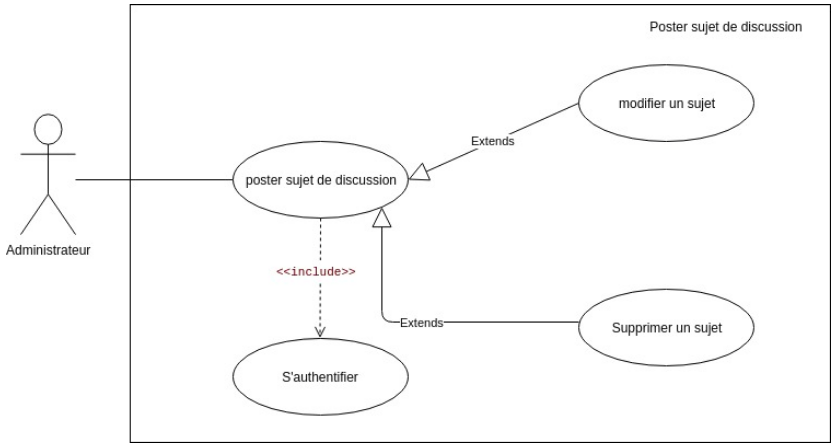 Poster sujet de discussion
modifier un sujet
Extends
poster sujet de discussion
Administrateur
<<include>>
Extends
Supprimer un sujet
S'authentifier